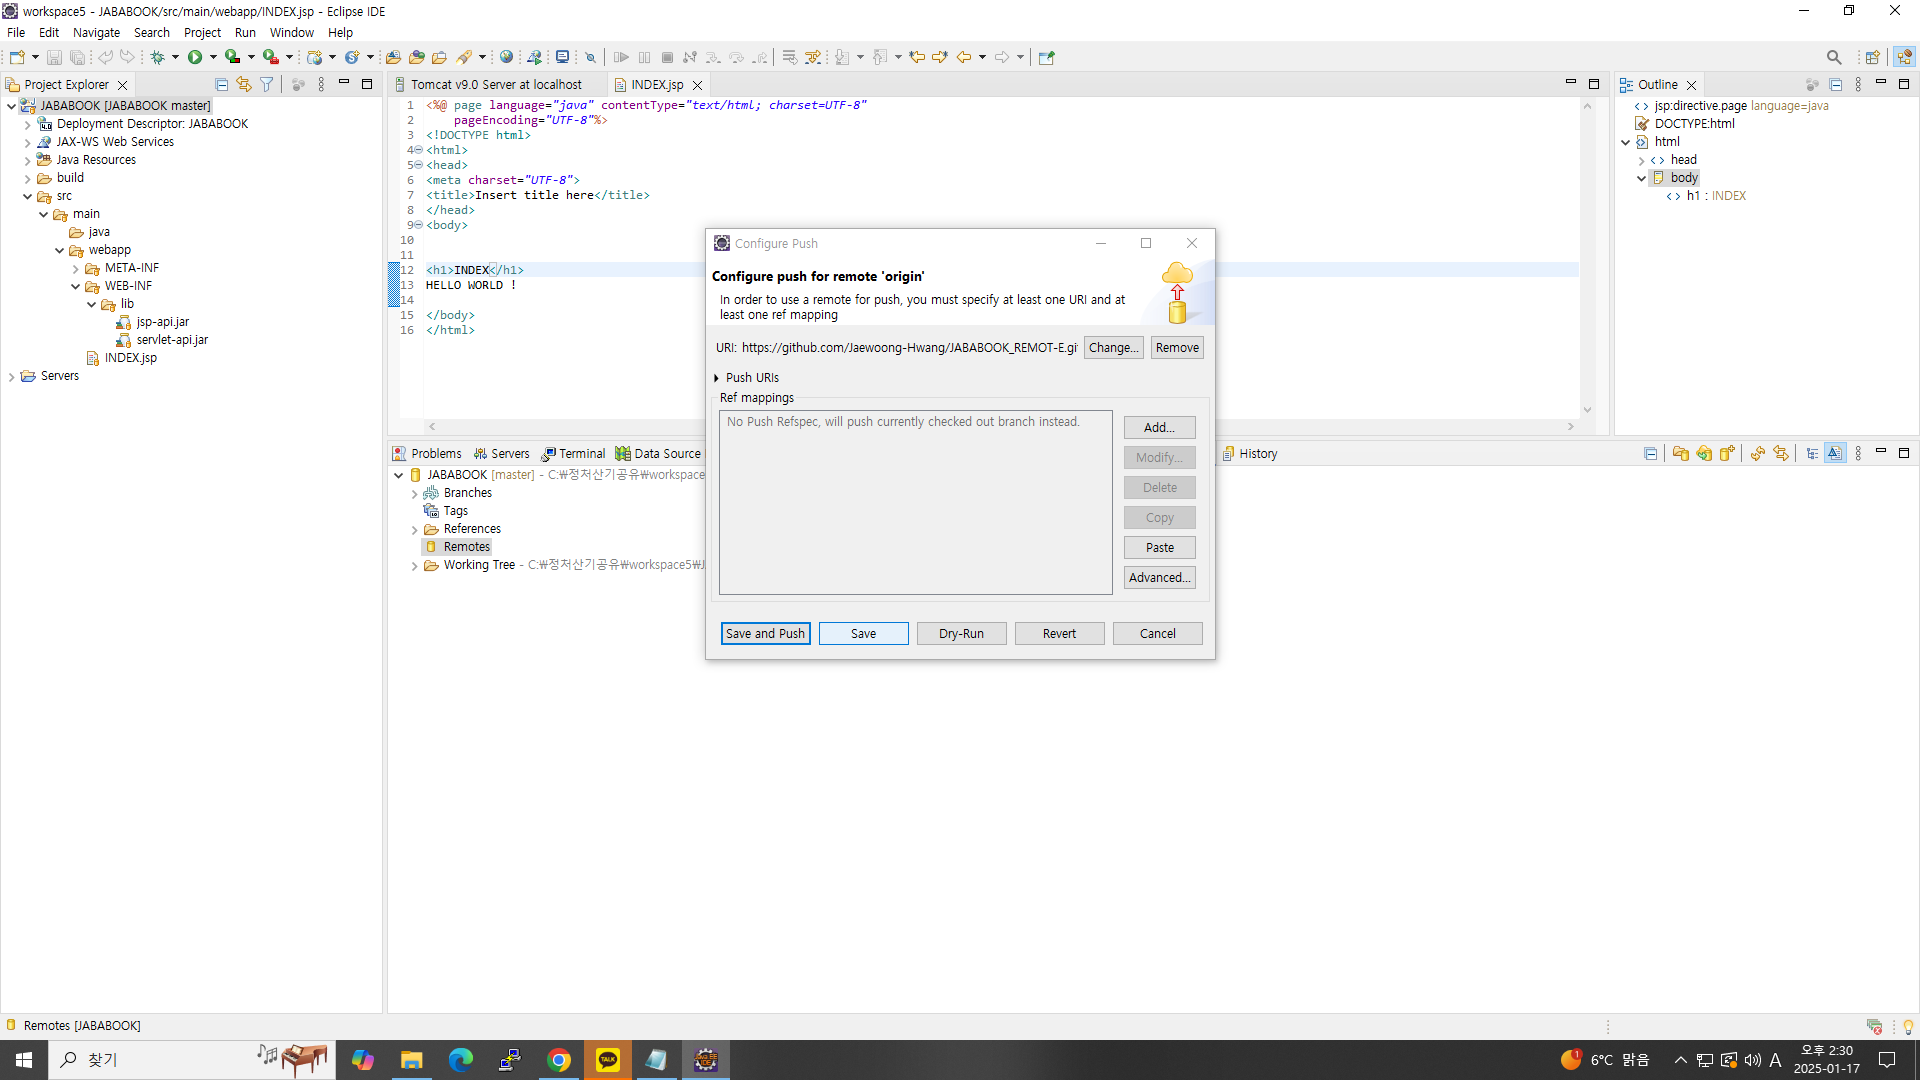 workspace5 - JABABOOK/src/main/webapp/INDEX.jsp - Eclipse IDE
File Edit Navigate Search Project Run Window Help
Project Explorer
JABABOOK [JABABOOK master]
Deployment Descriptor: JABABOOK
JAX-WS Web Services
Java Resources
build
src
main
java
webapp
META-INF
WEB-INF
lib
jsp-api.jar
servlet-api.jar
INDEX.jsp
Servers
Tomcat v9.0 Server at localhost
INDEX.jsp
1 <%@ page language="java" contentType="text/html; charset=UTF-8"
2 pageEncoding="UTF-8"%>
3 <!DOCTYPE html>
4 <html>
5 <head>
6 <meta charset="UTF-8">
7 <title>Insert title here</title>
8 </head>
9 <body>
10
11
12 <h1>INDEX</h1>
13 HELLO WORLD !
14
15 </body>
16 </html>
Outline
jsp:directive.page language=java
DOCTYPE:html
html
head
body
h1 : INDEX
Configure Push
Configure push for remote 'origin'
In order to use a remote for push, you must specify at least one URI and at
least one ref mapping
URI: https://github.com/Jaewoong-Hwang/JABABOOK_REMOT-E.gi
Change...
Remove
Push URIs
Ref mappings
No Push Refspec, will push currently checked out branch instead.
Add...
Modify...
Delete
Copy
Paste
Advanced...
Save and Push
Save
Dry-Run
Revert
Cancel
Problems
Servers
Terminal
Data Source
History
JABABOOK [master] - C:₩정처산기공유₩workspace
Branches
Tags
References
Remotes
Working Tree - C:₩정처산기공유₩workspace5₩J
Remotes [JABABOOK]
찾기
TALK
1
6°C 맑음
A
오후 2:30
2025-01-17